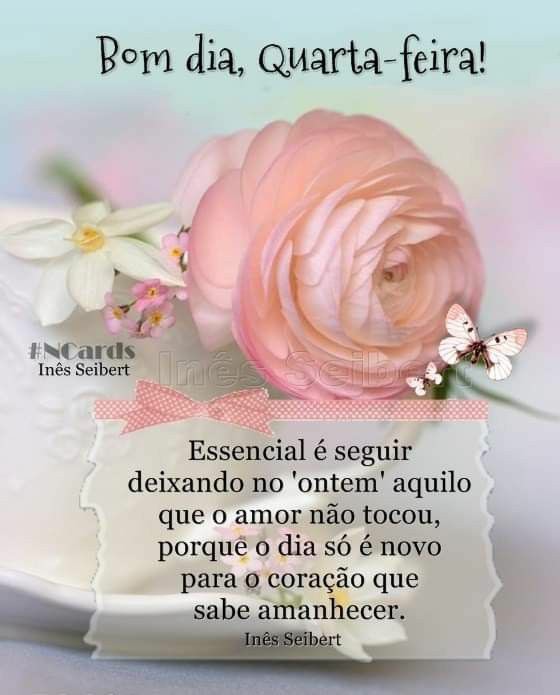 Bom dia, Quarta-feira!
#NCards
Inês Seibert
Inês Seibert
Essencial é seguir
deixando no 'ontem' aquilo
que o amor não tocou,
porque o dia só é novo
para o coração que
sabe amanhecer.
Inês Seibert